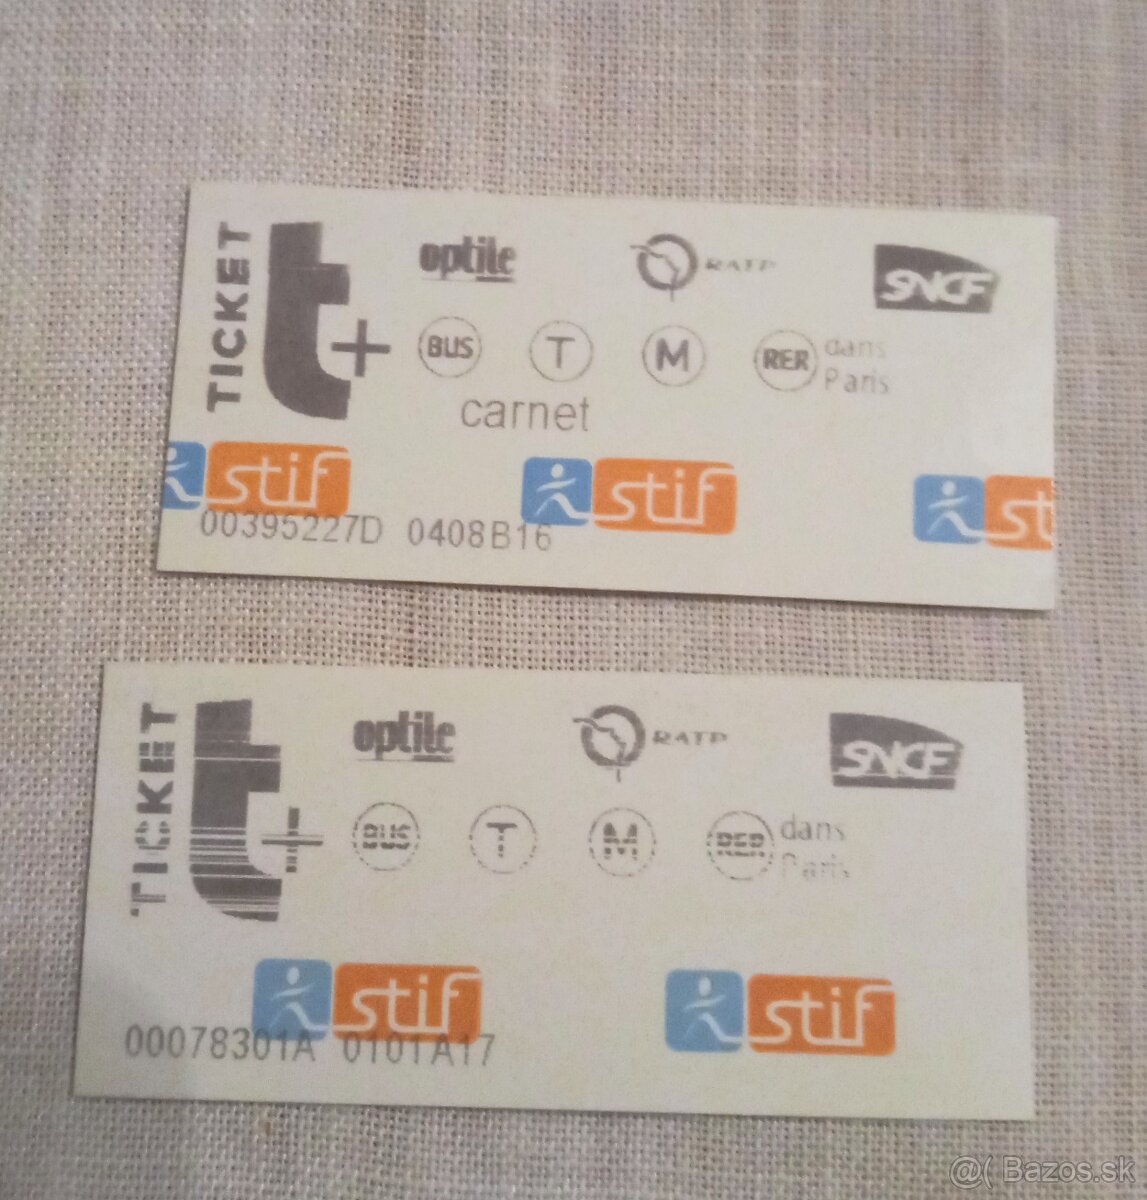 TICKET t+
optile RATP SNCF
BUS T M RER dans Paris
carnet
stif stif st
00395227D 0408B16
TICKET t+
optile RATP SNCF
BUS T M RER dans Paris
stif stif
00078301A 0101A17
@( Bazos.sk